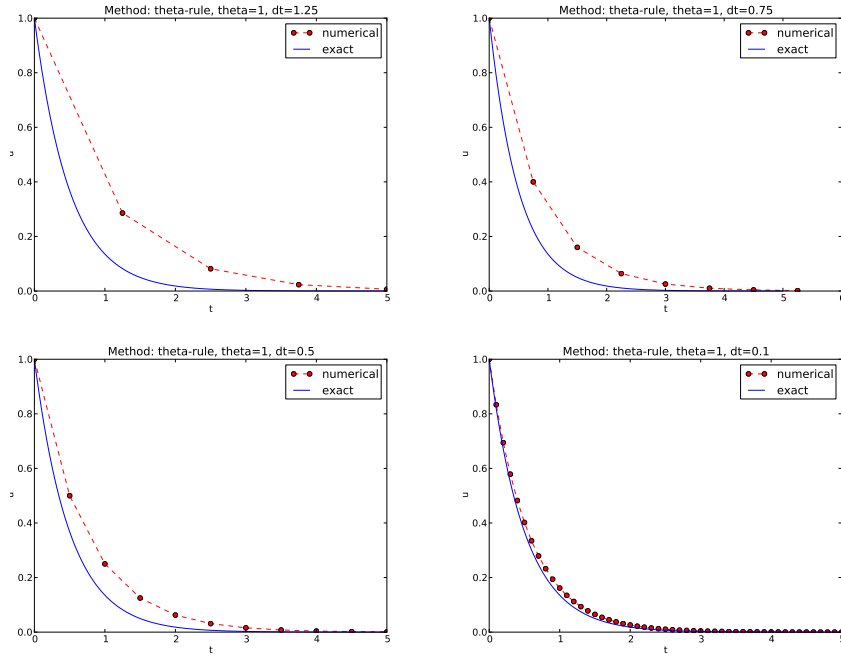 Method: theta-rule, theta=1, dt=1.25
1.0
0.8
0.6
0.4
0.2
0.0
u
0
1
2
3
4
5
t
numerical
exact
Method: theta-rule, theta=1, dt=0.75
1.0
0.8
0.6
0.4
0.2
0.0
u
0
1
2
3
4
5
6
t
numerical
exact
Method: theta-rule, theta=1, dt=0.5
1.0
0.8
0.6
0.4
0.2
0.0
u
0
1
2
3
4
5
t
numerical
exact
Method: theta-rule, theta=1, dt=0.1
1.0
0.8
0.6
0.4
0.2
0.0
u
0
1
2
3
4
5
t
numerical
exact